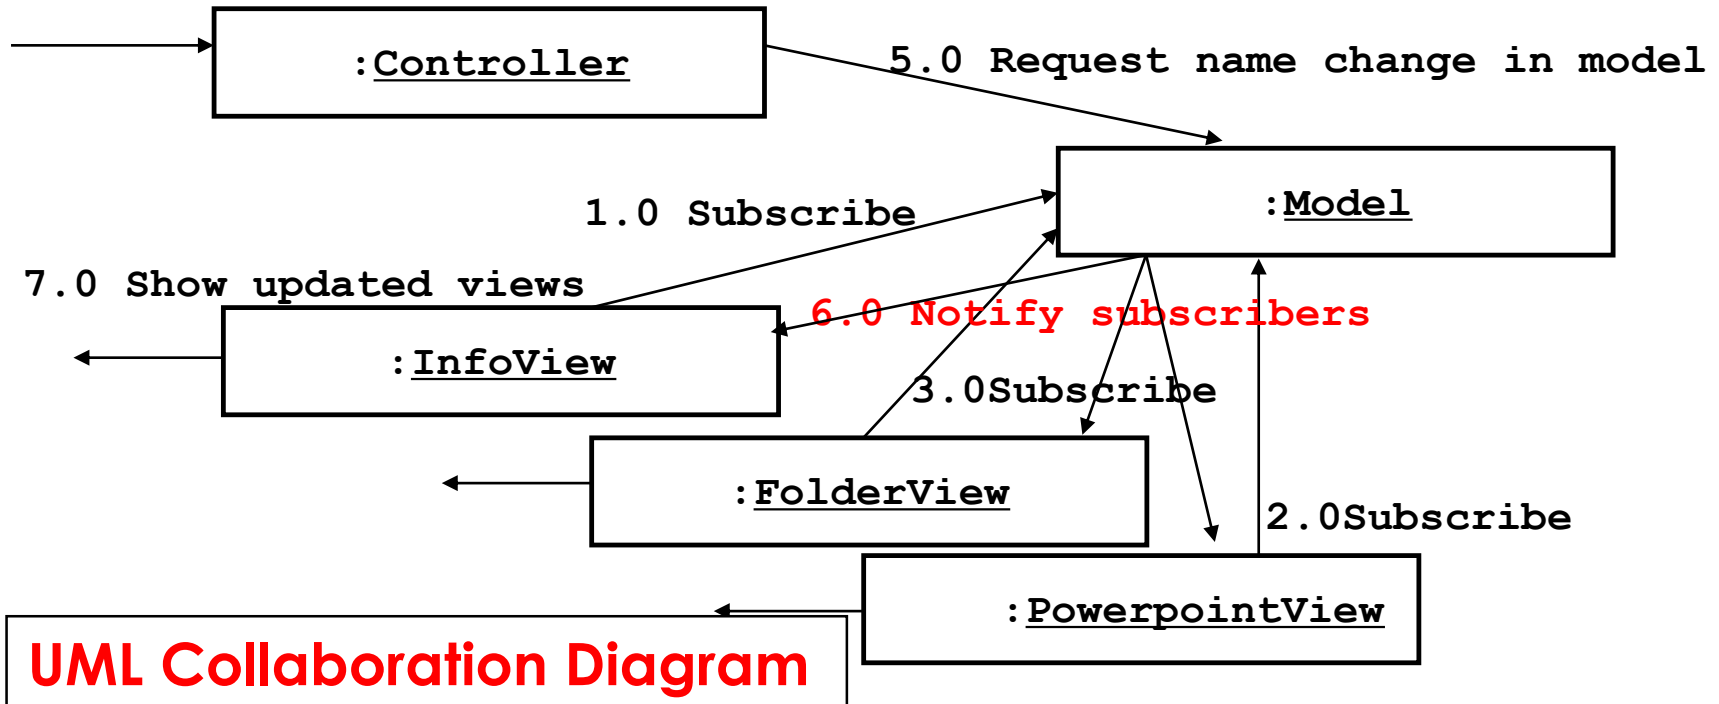 :Controller
5.0 Request name change in model
:Model
1.0 Subscribe
7.0 Show updated views
6.0 Notify subscribers
:InfoView
3.0Subscribe
:FolderView
2.0Subscribe
:PowerpointView
UML Collaboration Diagram